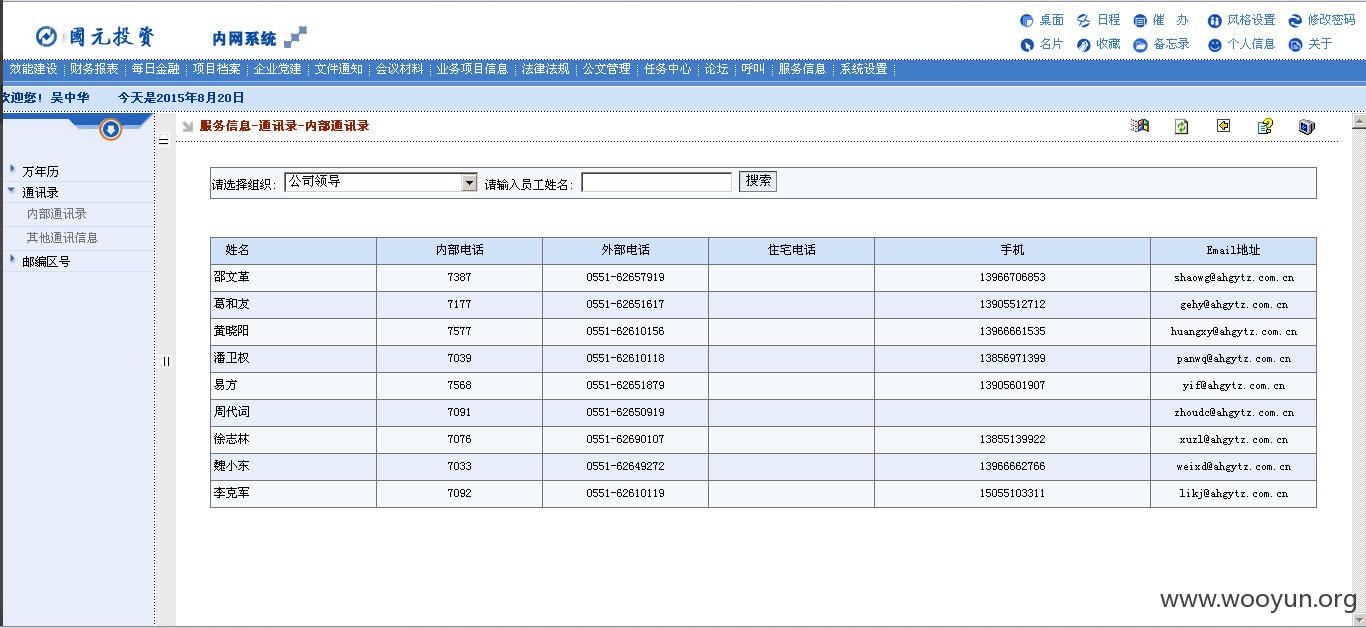 國元投资 内网系统
桌面 日程 催 办 风格设置 修改密码
名片 收藏 备忘录 个人信息 关于
效能建设 财务报表 每日金融 项目档案 企业党建 文件通知 会议材料 业务项目信息 法律法规 公文管理 任务中心 论坛 呼叫 服务信息 系统设置
欢迎您! 吴中华 今天是2015年8月20日
服务信息-通讯录-内部通讯录
万年历
通讯录
内部通讯录
其他通讯信息
邮编区号
请选择组织: 公司领导 请输入员工姓名: 搜索
姓名 内部电话 外部电话 住宅电话 手机 Email地址
邵文革 7387 0551-62657919 13966706853 shaowg@ahgytz.com.cn
葛和友 7177 0551-62651617 13905512712 gehy@ahgytz.com.cn
黄晓阳 7577 0551-62610156 13966661535 huangxy@ahgytz.com.cn
潘卫权 7039 0551-62610118 13856971399 panwq@ahgytz.com.cn
易方 7568 0551-62651879 13905601907 yif@ahgytz.com.cn
周代词 7091 0551-62650919 zhoudc@ahgytz.com.cn
徐志林 7076 0551-62690107 13855139922 xuzl@ahgytz.com.cn
魏小东 7033 0551-62649272 13966662766 weixd@ahgytz.com.cn
李克军 7092 0551-62610119 15055103311 likj@ahgytz.com.cn
www.wooyun.org